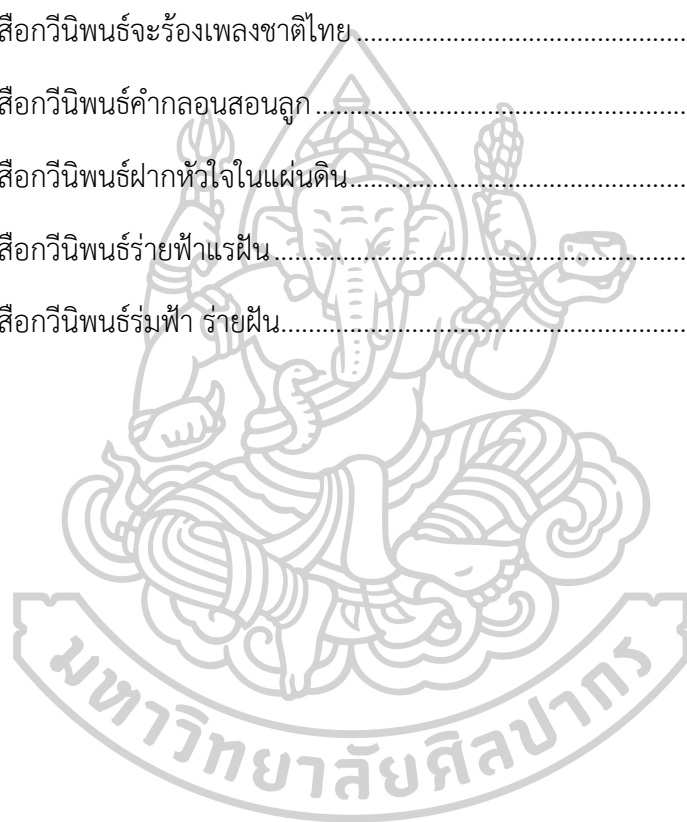 สือกวีนิพนธ์จะร้องเพลงชาติไทย................................................
สือกวีนิพนธ์คำกลอนสอนลูก......................................................
สือกวีนิพนธ์ฝากหัวใจในแผ่นดิน.................................................
สือกวีนิพนธ์ร่ายฟ้าแรฝัน............................................................
สือกวีนิพนธ์ร่มฟ้า ร่ายฝัน...........................................................
มหาวิทยาลัยศิลปากร